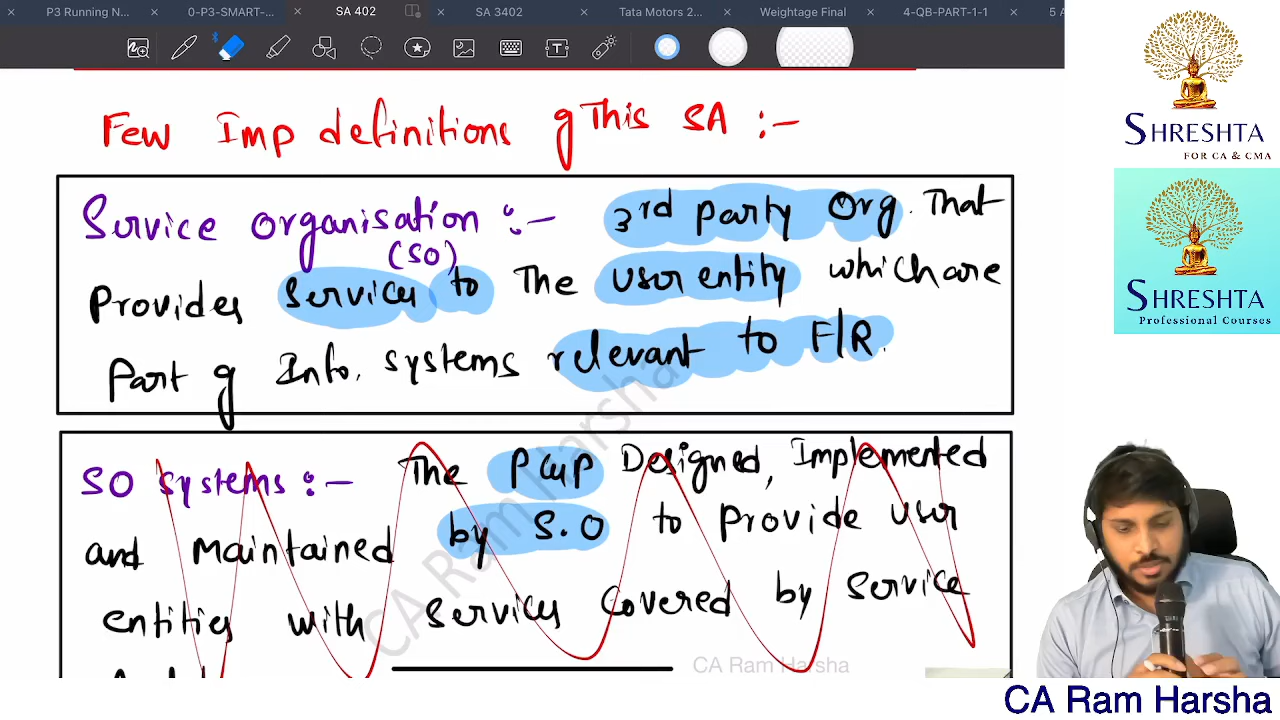 P3 Running N...
0-P3-SMART-...
SA 402
SA 3402
Tata Motors 2...
Weightage Final
4-QB-PART-1-1
5 A
SHRESHTA
FOR CA & CMA
SHRESHTA
Professional Courses
Few Imp definitions of This SA :-
Service organisation :- 3rd party Org. That
(SO)
Provides services to The user entity which are
Part of Info. systems relevant to F/R.
SO systems :- The P&P Designed, Implemented
and Maintained by S.O to provide user
entities with services covered by service
CA Ram Harsha
CA Ram Harsha
CA Ram Harsha